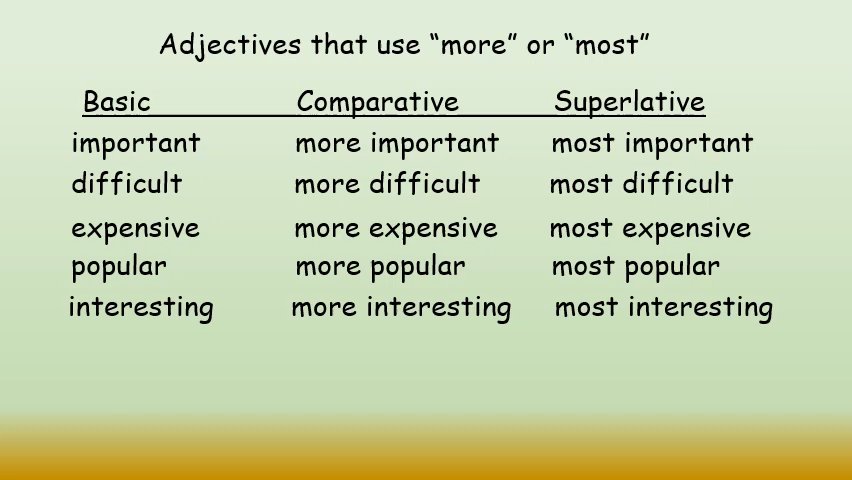 Adjectives that use “more” or “most”
Basic Comparative Superlative
important more important most important
difficult more difficult most difficult
expensive more expensive most expensive
popular more popular most popular
interesting more interesting most interesting